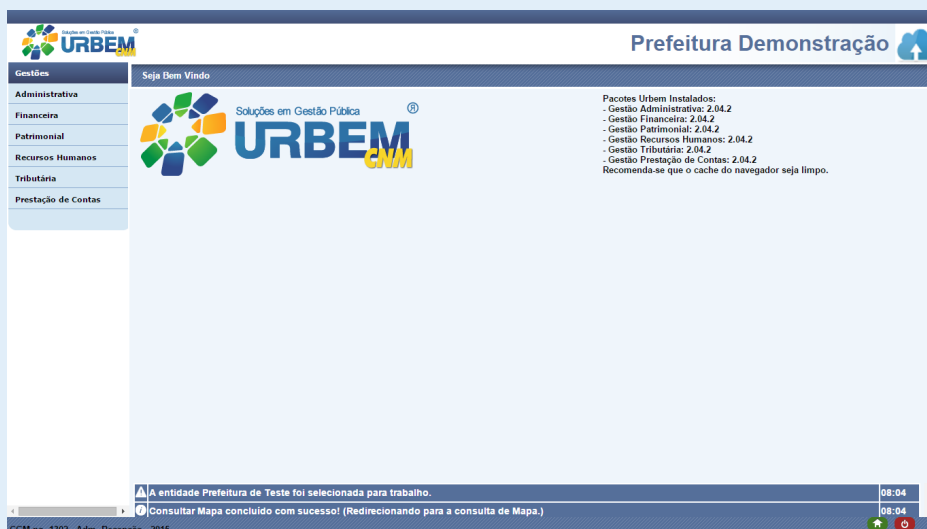 Soluções em Gestão Pública ®
URBEM
CNM
Prefeitura Demonstração
Gestões
Administrativa
Financeira
Patrimonial
Recursos Humanos
Tributária
Prestação de Contas
Seja Bem Vindo
Soluções em Gestão Pública ®
URBEM
CNM
Pacotes Urbem Instalados:
- Gestão Administrativa: 2.04.2
- Gestão Financeira: 2.04.2
- Gestão Patrimonial: 2.04.2
- Gestão Recursos Humanos: 2.04.2
- Gestão Tributária: 2.04.2
- Gestão Prestação de Contas: 2.04.2
Recomenda-se que o cache do navegador seja limpo.
A entidade Prefeitura de Teste foi selecionada para trabalho. 08:04
Consultar Mapa concluído com sucesso! (Redirecionando para a consulta de Mapa.) 08:04